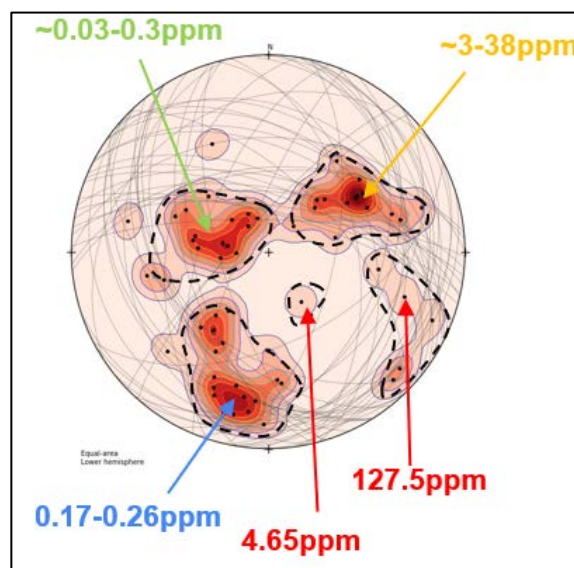 ~0.03-0.3ppm
~3-38ppm
N
Equal-area
Lower hemisphere
127.5ppm
0.17-0.26ppm
4.65ppm